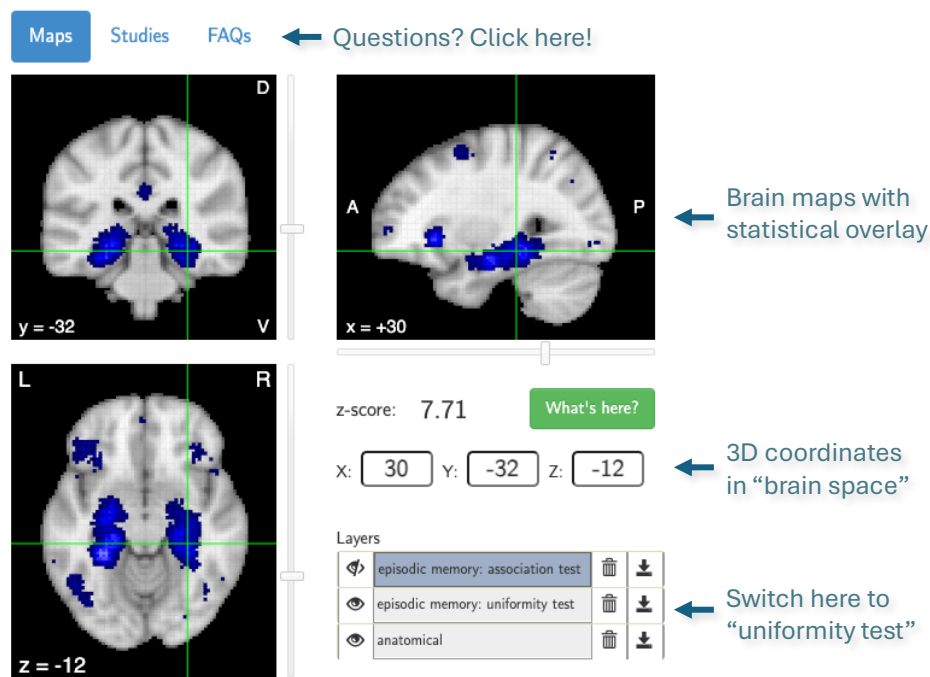 Maps Studies FAQs Questions? Click here!
D
A P
y = -32 V
x = +30
Brain maps with
statistical overlay
L R
z = -12
z-score: 7.71 What's here?
X: 30 Y: -32 Z: -12
3D coordinates
in “brain space”
Layers
episodic memory: association test
episodic memory: uniformity test
anatomical
Switch here to
“uniformity test”